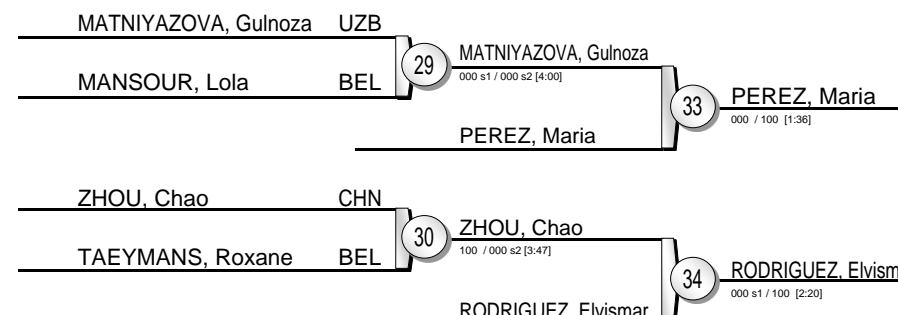 MATNIYAZOVA, Gulnoza UZB
29
MATNIYAZOVA, Gulnoza
000 s1 / 000 s2 [4:00]
MANSOUR, Lola BEL
33
PEREZ, Maria
000 / 100 [1:36]
PEREZ, Maria
ZHOU, Chao CHN
30
ZHOU, Chao
100 / 000 s2 [3:47]
TAEYMANS, Roxane BEL
34
RODRIGUEZ, Elvism
000 s1 / 100 [2:20]
RODRIGUEZ, Elvismar